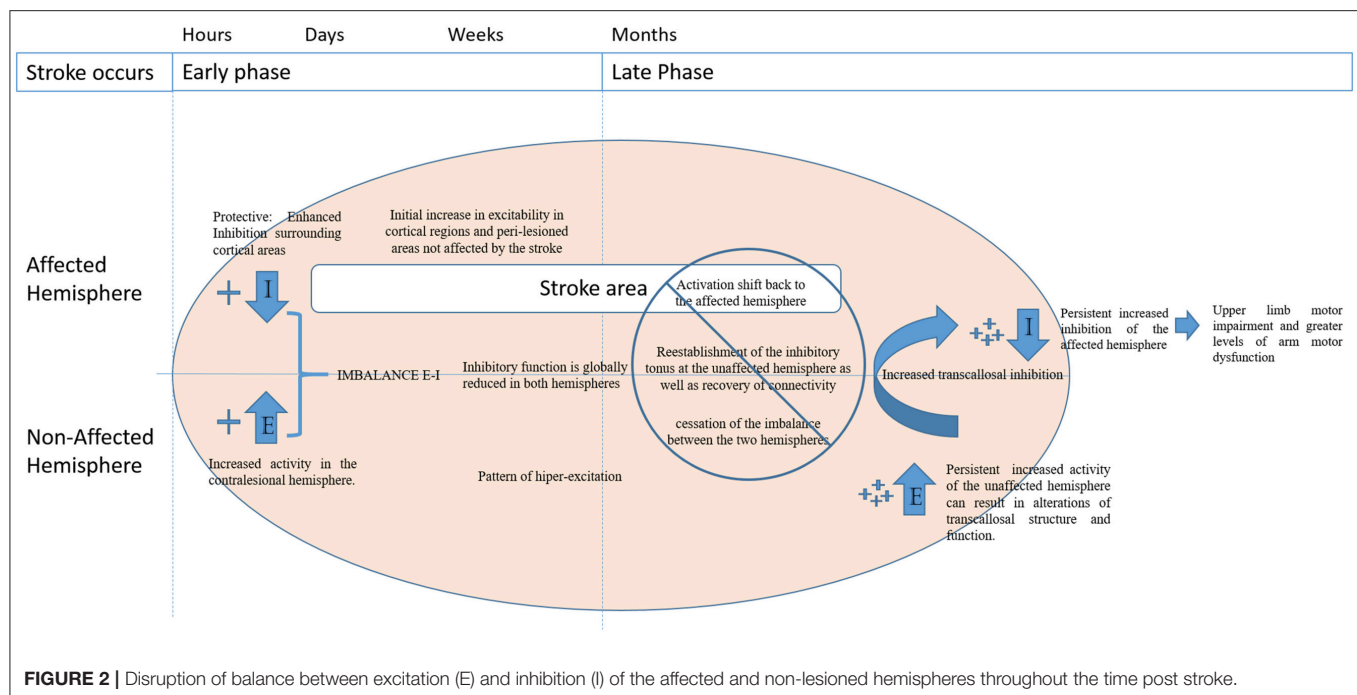 Hours Days Weeks Months
Stroke occurs Early phase Late Phase
Affected
Hemisphere
Non-Affected
Hemisphere
Protective: Enhanced
Inhibition surrounding
cortical areas
+ I
Initial increase in excitability in
cortical regions and peri-lesioned
areas not affected by the stroke
Stroke area
Activation shift back to
the affected hemisphere
IMBALANCE E-I
Inhibitory function is globally
reduced in both hemispheres
Reestablishment of the inhibitory
tonus at the unaffected hemisphere as
well as recovery of connectivity
cessation of the imbalance
between the two hemispheres
+ E
Increased activity in the
contralesional hemisphere.
Pattern of hiper-excitation
Increased transcallosal inhibition
++++ I
Persistent increased
inhibition of the
affected hemisphere
Upper limb motor
impairment and greater
levels of arm motor
dysfunction
++++ E
Persistent increased activity
of the unaffected hemisphere
can result in alterations of
transcallosal structure and
function.
FIGURE 2 | Disruption of balance between excitation (E) and inhibition (I) of the affected and non-lesioned hemispheres throughout the time post stroke.